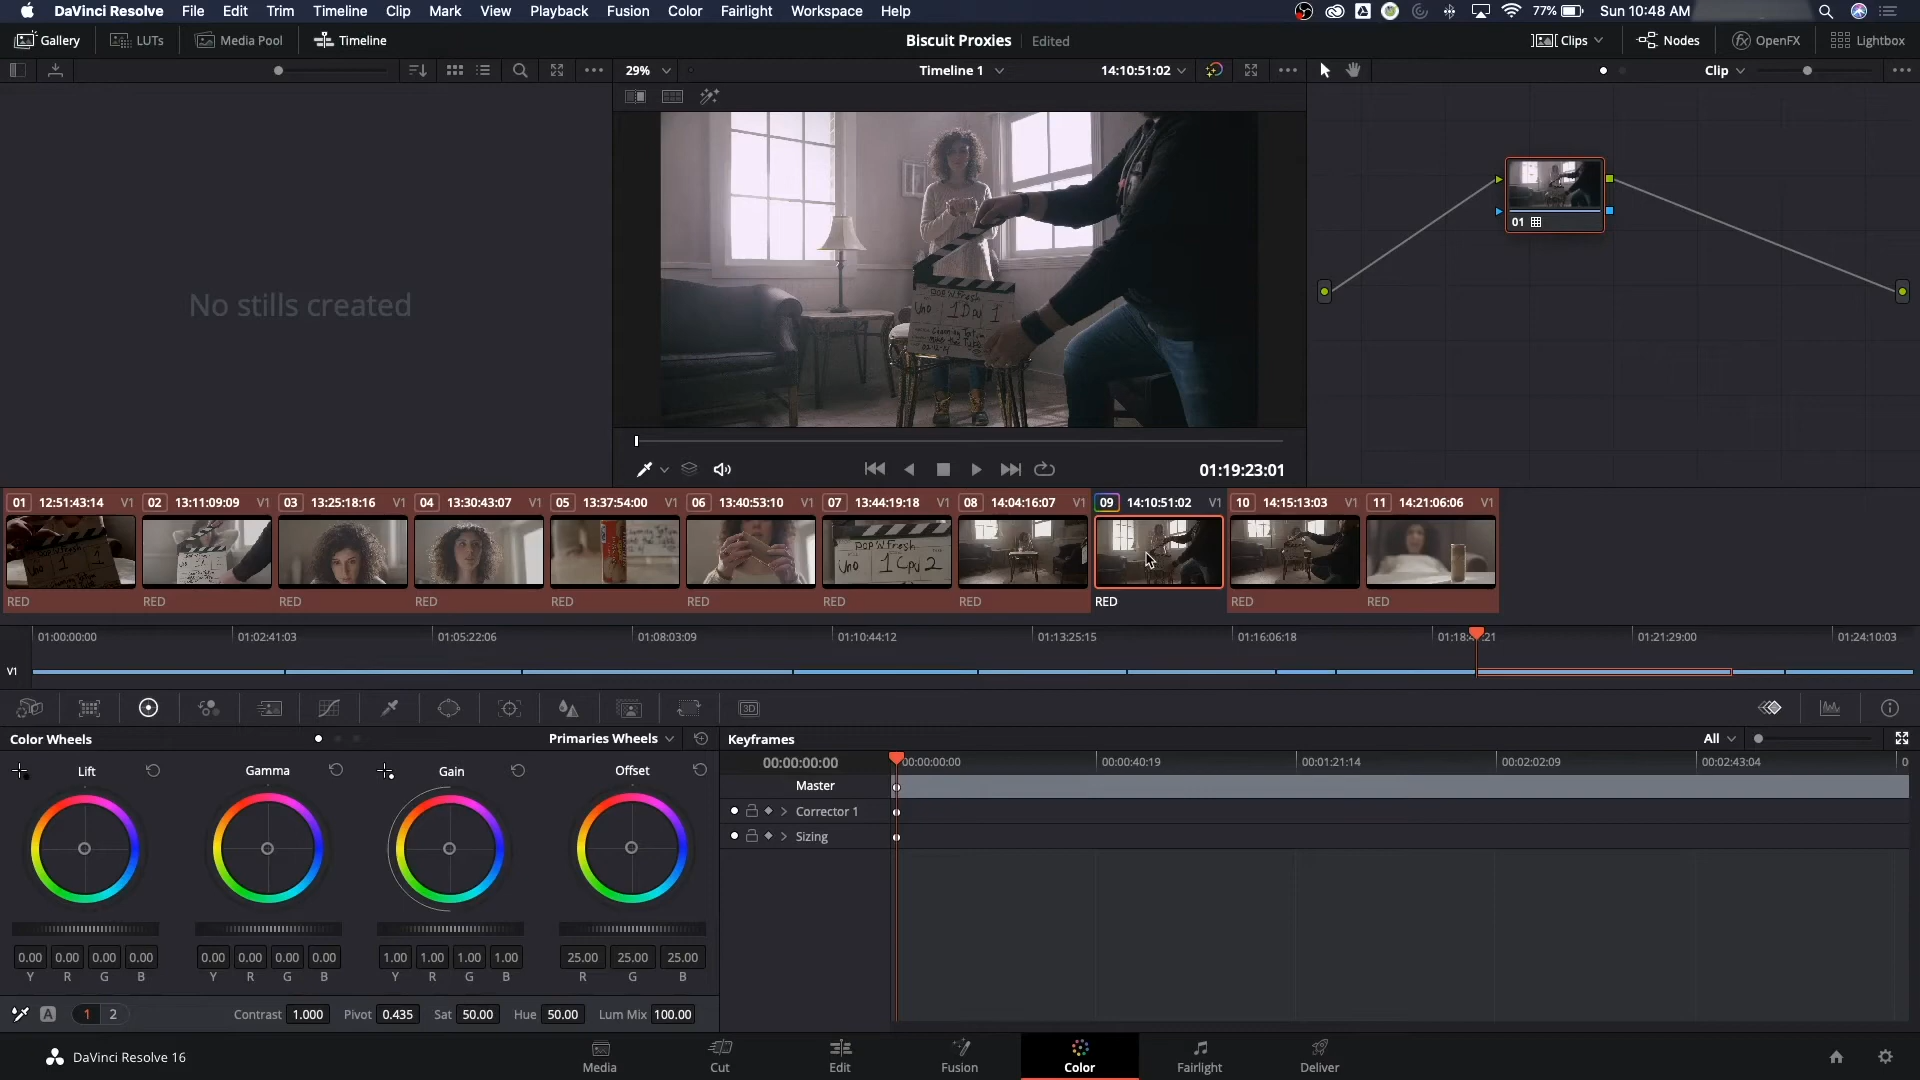 DaVinci Resolve File Edit Trim Timeline Clip Mark View Playback Fusion Color Fairlight Workspace Help 77% Sun 10:48 AM
Gallery LUTs Media Pool Timeline Biscuit Proxies Edited Clips Nodes OpenFX Lightbox
29% Timeline 1 14:10:51:02 Clip
No stills created
POP'N Fresh
Uno 1
01
01:19:23:01
01 12:51:43:14 V1 02 13:11:09:09 V1 03 13:25:18:16 V1 04 13:30:43:07 V1 05 13:37:54:00 V1 06 13:40:53:10 V1 07 13:44:19:18 V1 08 14:04:16:07 V1 09 14:10:51:02 V1 10 14:15:13:03 V1 11 14:21:06:06 V1
POP'N Fresh
Uno 1 2
RED RED RED RED RED RED RED RED RED RED RED
01:00:00:00 01:02:41:03 01:05:22:06 01:08:03:09 01:10:44:12 01:13:25:15 01:16:06:18 01:21:29:00 01:24:10:03
V1
3D
Color Wheels Primaries Wheels Keyframes All
Lift Gamma Gain Offset
00:00:00:00 00:00:00:00 00:00:40:19 00:01:21:14 00:02:02:09 00:02:43:04 0
Master
Corrector 1
Sizing
0.00 0.00 0.00 0.00 0.00 0.00 0.00 0.00 1.00 1.00 1.00 1.00 25.00 25.00 25.00
Y R G B Y R G B Y R G B R G B
A 1 2 Contrast 1.000 Pivot 0.435 Sat 50.00 Hue 50.00 Lum Mix 100.00
DaVinci Resolve 16 Media Cut Edit Fusion Color Fairlight Deliver